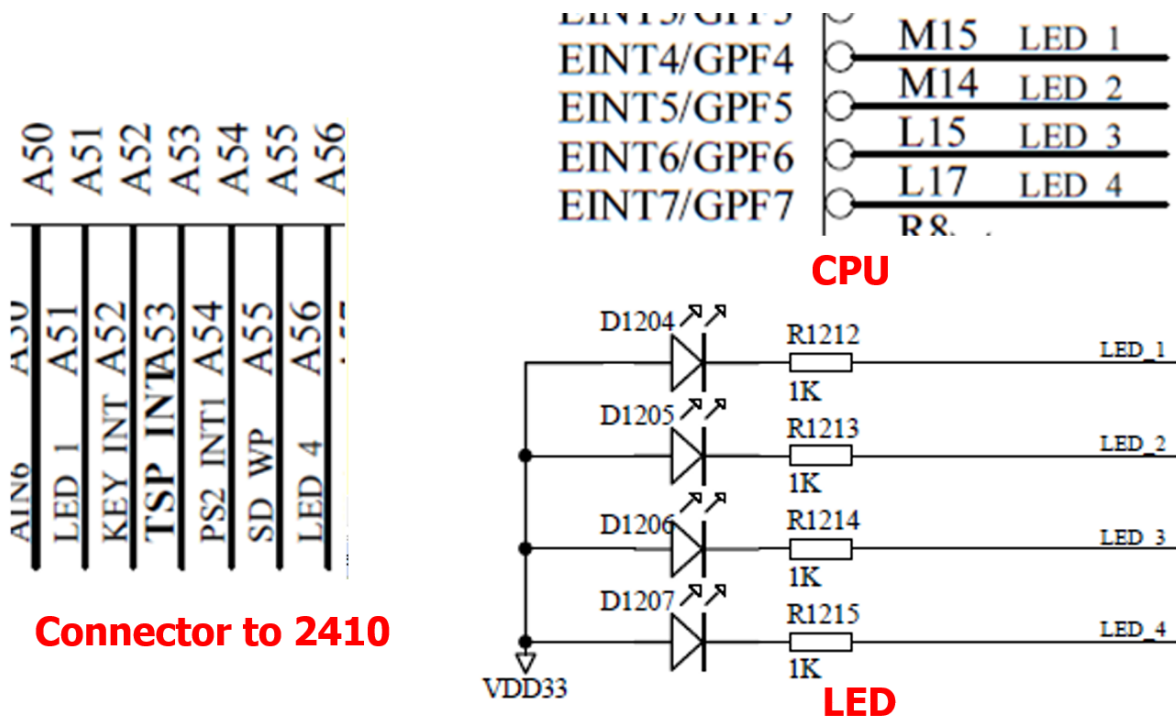 A50
A51
A52
A53
A54
A55
A56
A51
A52
A53
A54
A55
A56
AIN6
LED 1
KEY INT
TSP INT
PS2 INT1
SD WP
LED 4
Connector to 2410
EINT4/GPF4 M15 LED 1
EINT5/GPF5 M14 LED 2
EINT6/GPF6 L15 LED 3
EINT7/GPF7 L17 LED 4
R8
CPU
D1204 R1212 LED_1
1K
D1205 R1213 LED_2
1K
D1206 R1214 LED_3
1K
D1207 R1215 LED_4
1K
VDD33
LED